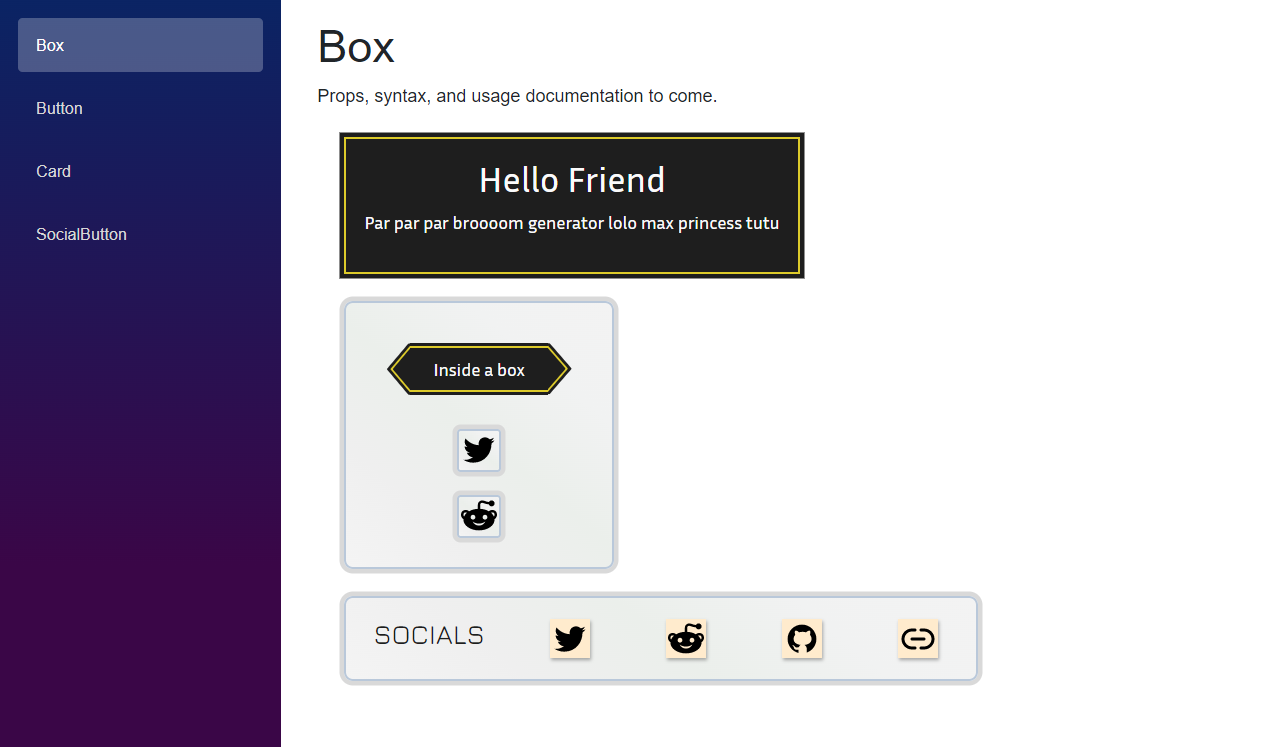 Box
Button
Card
SocialButton
Box
Props, syntax, and usage documentation to come.
Hello Friend
Par par par broooom generator lolo max princess tutu
Inside a box
SOCIALS